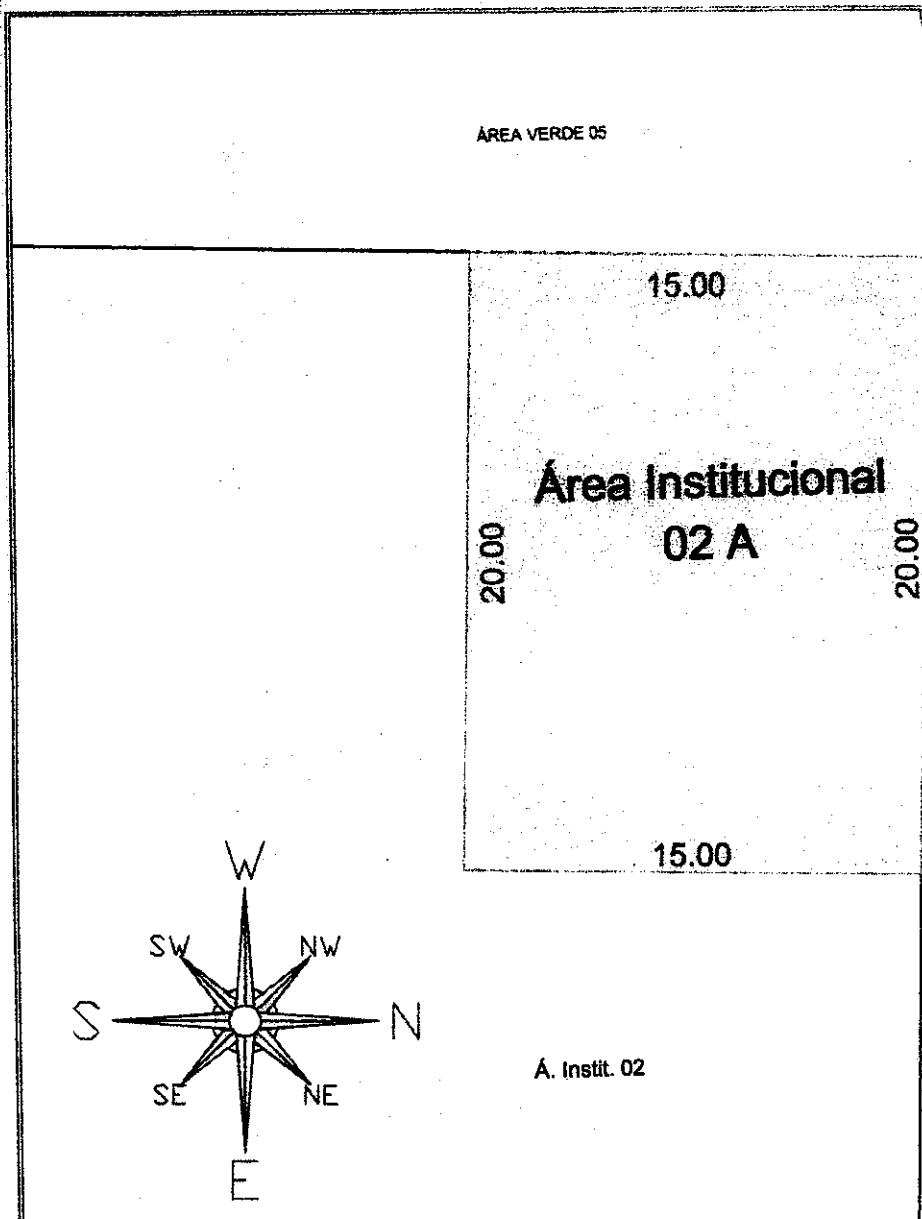 ÁREA VERDE 05
15.00
Área Institucional
02 A
20.00
20.00
15.00
W
SW
NW
S
N
SE
NE
E
Á. Instit. 02